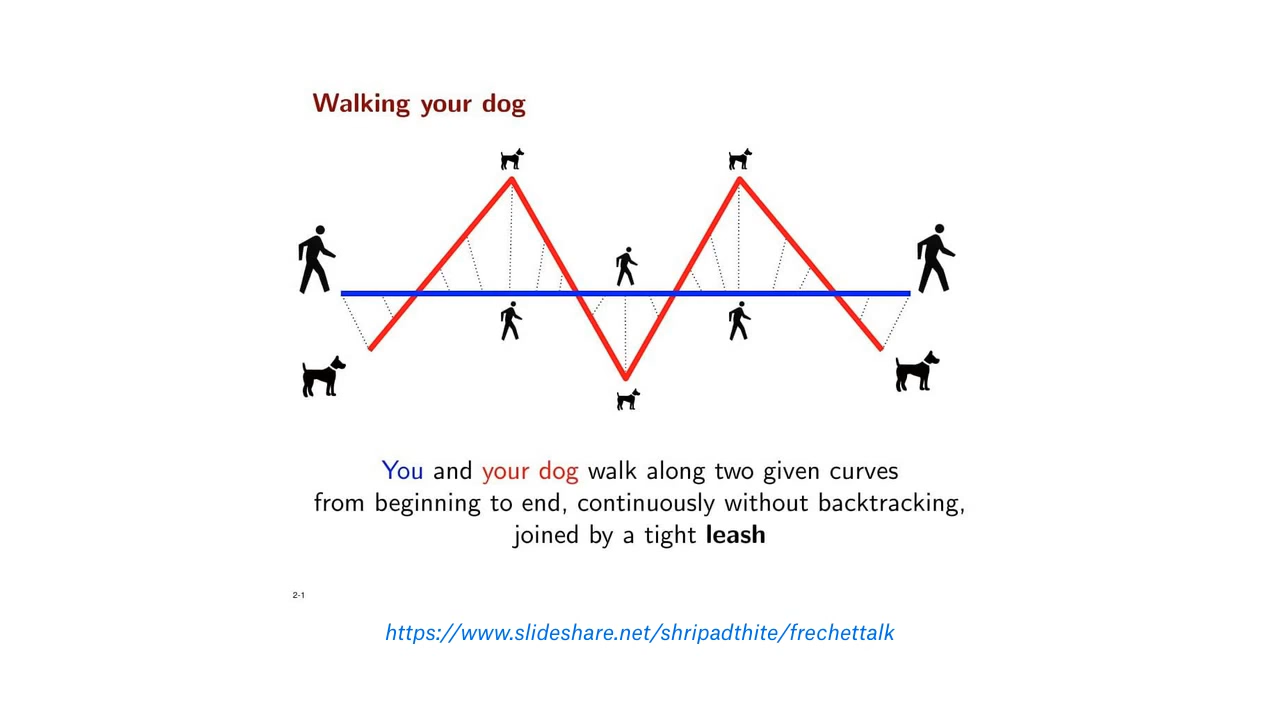 Walking your dog
You and your dog walk along two given curves
from beginning to end, continuously without backtracking,
joined by a tight leash
2-1
https://www.slideshare.net/shripadthite/frechettalk